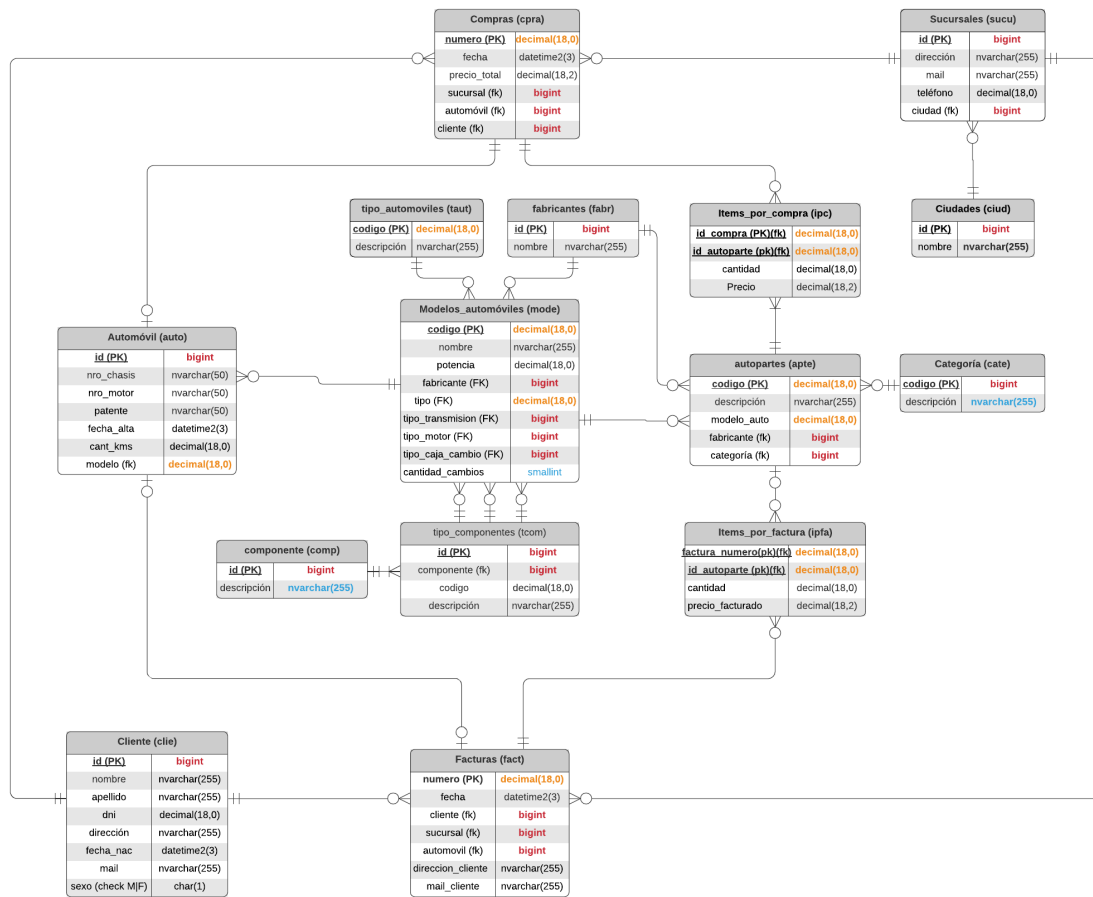 Compras (cpra)
numero (PK) decimal(18,0)
fecha datetime2(3)
precio_total decimal(18,2)
sucursal (fk) bigint
automóvil (fk) bigint
cliente (fk) bigint
Sucursales (sucu)
id (PK) bigint
dirección nvarchar(255)
mail nvarchar(255)
teléfono decimal(18,0)
ciudad (fk) bigint
tipo_automoviles (taut)
codigo (PK) decimal(18,0)
descripción nvarchar(255)
fabricantes (fabr)
id (PK) bigint
nombre nvarchar(255)
Items_por_compra (ipc)
id_compra (PK)(fk) decimal(18,0)
id_autoparte (pk)(fk) decimal(18,0)
cantidad decimal(18,0)
Precio decimal(18,2)
Ciudades (ciud)
id (PK) bigint
nombre nvarchar(255)
Automóvil (auto)
id (PK) bigint
nro_chasis nvarchar(50)
nro_motor nvarchar(50)
patente nvarchar(50)
fecha_alta datetime2(3)
cant_kms decimal(18,0)
modelo (fk) decimal(18,0)
Modelos_automóviles (mode)
codigo (PK) decimal(18,0)
nombre nvarchar(255)
potencia decimal(18,0)
fabricante (FK) bigint
tipo (FK) decimal(18,0)
tipo_transmision (FK) bigint
tipo_motor (FK) bigint
tipo_caja_cambio (FK) bigint
cantidad_cambios smallint
autopartes (apte)
codigo (PK) decimal(18,0)
descripción nvarchar(255)
modelo_auto decimal(18,0)
fabricante (fk) bigint
categoría (fk) bigint
Categoría (cate)
codigo (PK) bigint
descripción nvarchar(255)
componente (comp)
id (PK) bigint
descripción nvarchar(255)
tipo_componentes (tcom)
id (PK) bigint
componente (fk) bigint
codigo decimal(18,0)
descripción nvarchar(255)
Items_por_factura (ipfa)
factura_numero(pk)(fk) decimal(18,0)
id_autoparte (pk)(fk) decimal(18,0)
cantidad decimal(18,0)
precio_facturado decimal(18,2)
Cliente (clie)
id (PK) bigint
nombre nvarchar(255)
apellido nvarchar(255)
dni decimal(18,0)
dirección nvarchar(255)
fecha_nac datetime2(3)
mail nvarchar(255)
sexo (check M|F) char(1)
Facturas (fact)
numero (PK) decimal(18,0)
fecha datetime2(3)
cliente (fk) bigint
sucursal (fk) bigint
automovil (fk) bigint
direccion_cliente nvarchar(255)
mail_cliente nvarchar(255)